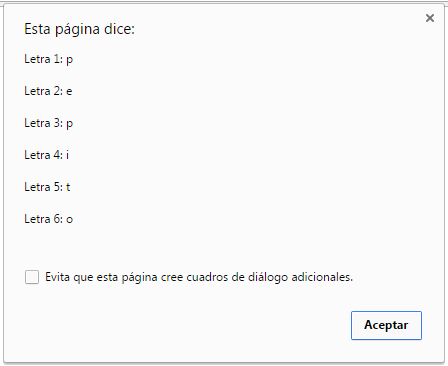 Esta página dice:
Letra 1: p
Letra 2: e
Letra 3: p
Letra 4: i
Letra 5: t
Letra 6: o
Evita que esta página cree cuadros de diálogo adicionales.
Aceptar